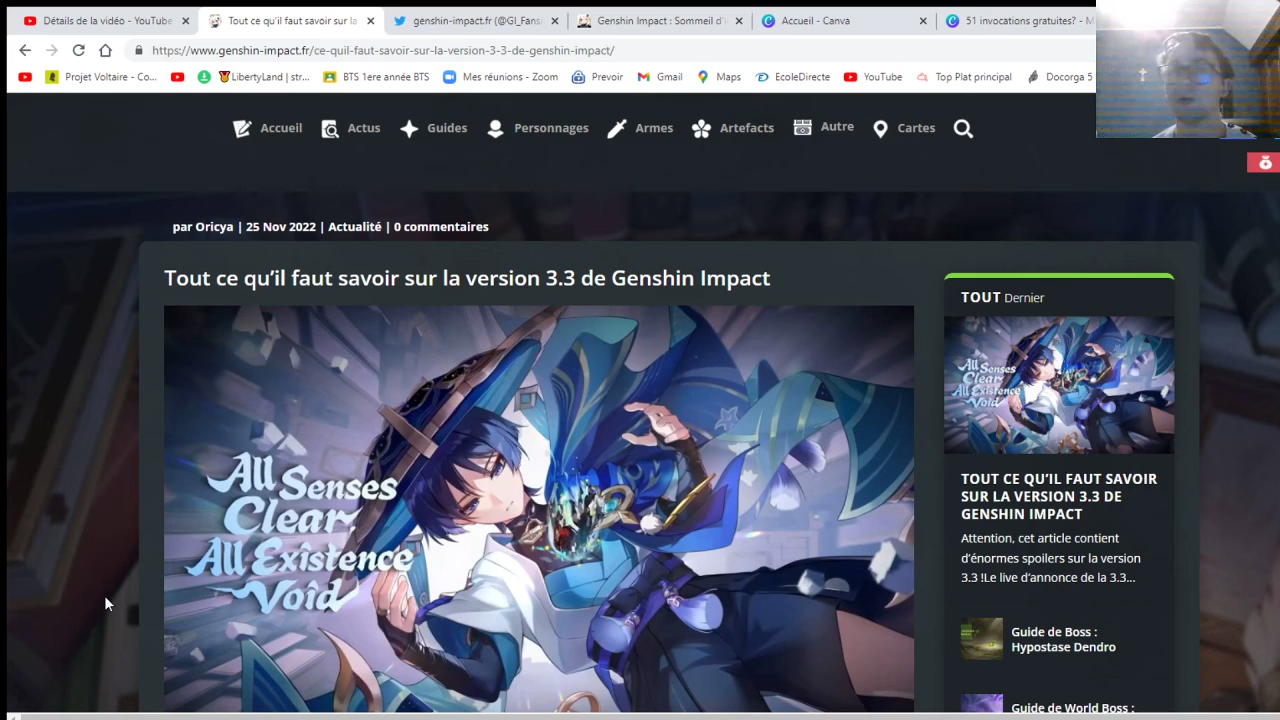 Détails de la vidéo - YouTube
Tout ce qu'il faut savoir sur la
genshin-impact.fr (@GI_Fans
Genshin Impact : Sommeil d'
Accueil - Canva
51 invocations gratuites? - M
https://www.genshin-impact.fr/ce-quil-faut-savoir-sur-la-version-3-3-de-genshin-impact/
Projet Voltaire - Co...
LibertyLand | str...
BTS 1ere année BTS
Mes réunions - Zoom
Prevoir
Gmail
Maps
EcoleDirecte
YouTube
Top Plat principal
Docorga 5
Accueil
Actus
Guides
Personnages
Armes
Artefacts
Autre
Cartes
par Oricya | 25 Nov 2022 | Actualité | 0 commentaires
Tout ce qu'il faut savoir sur la version 3.3 de Genshin Impact
All Senses
Clear,
All Existence
Void
TOUT Dernier
All Senses
Clear,
All Existence
Void
TOUT CE QU'IL FAUT SAVOIR
SUR LA VERSION 3.3 DE
GENSHIN IMPACT
Attention, cet article contient
d'énormes spoilers sur la version
3.3 !Le live d'annonce de la 3.3...
Guide de Boss :
Hypostase Dendro
Guide de World Boss :